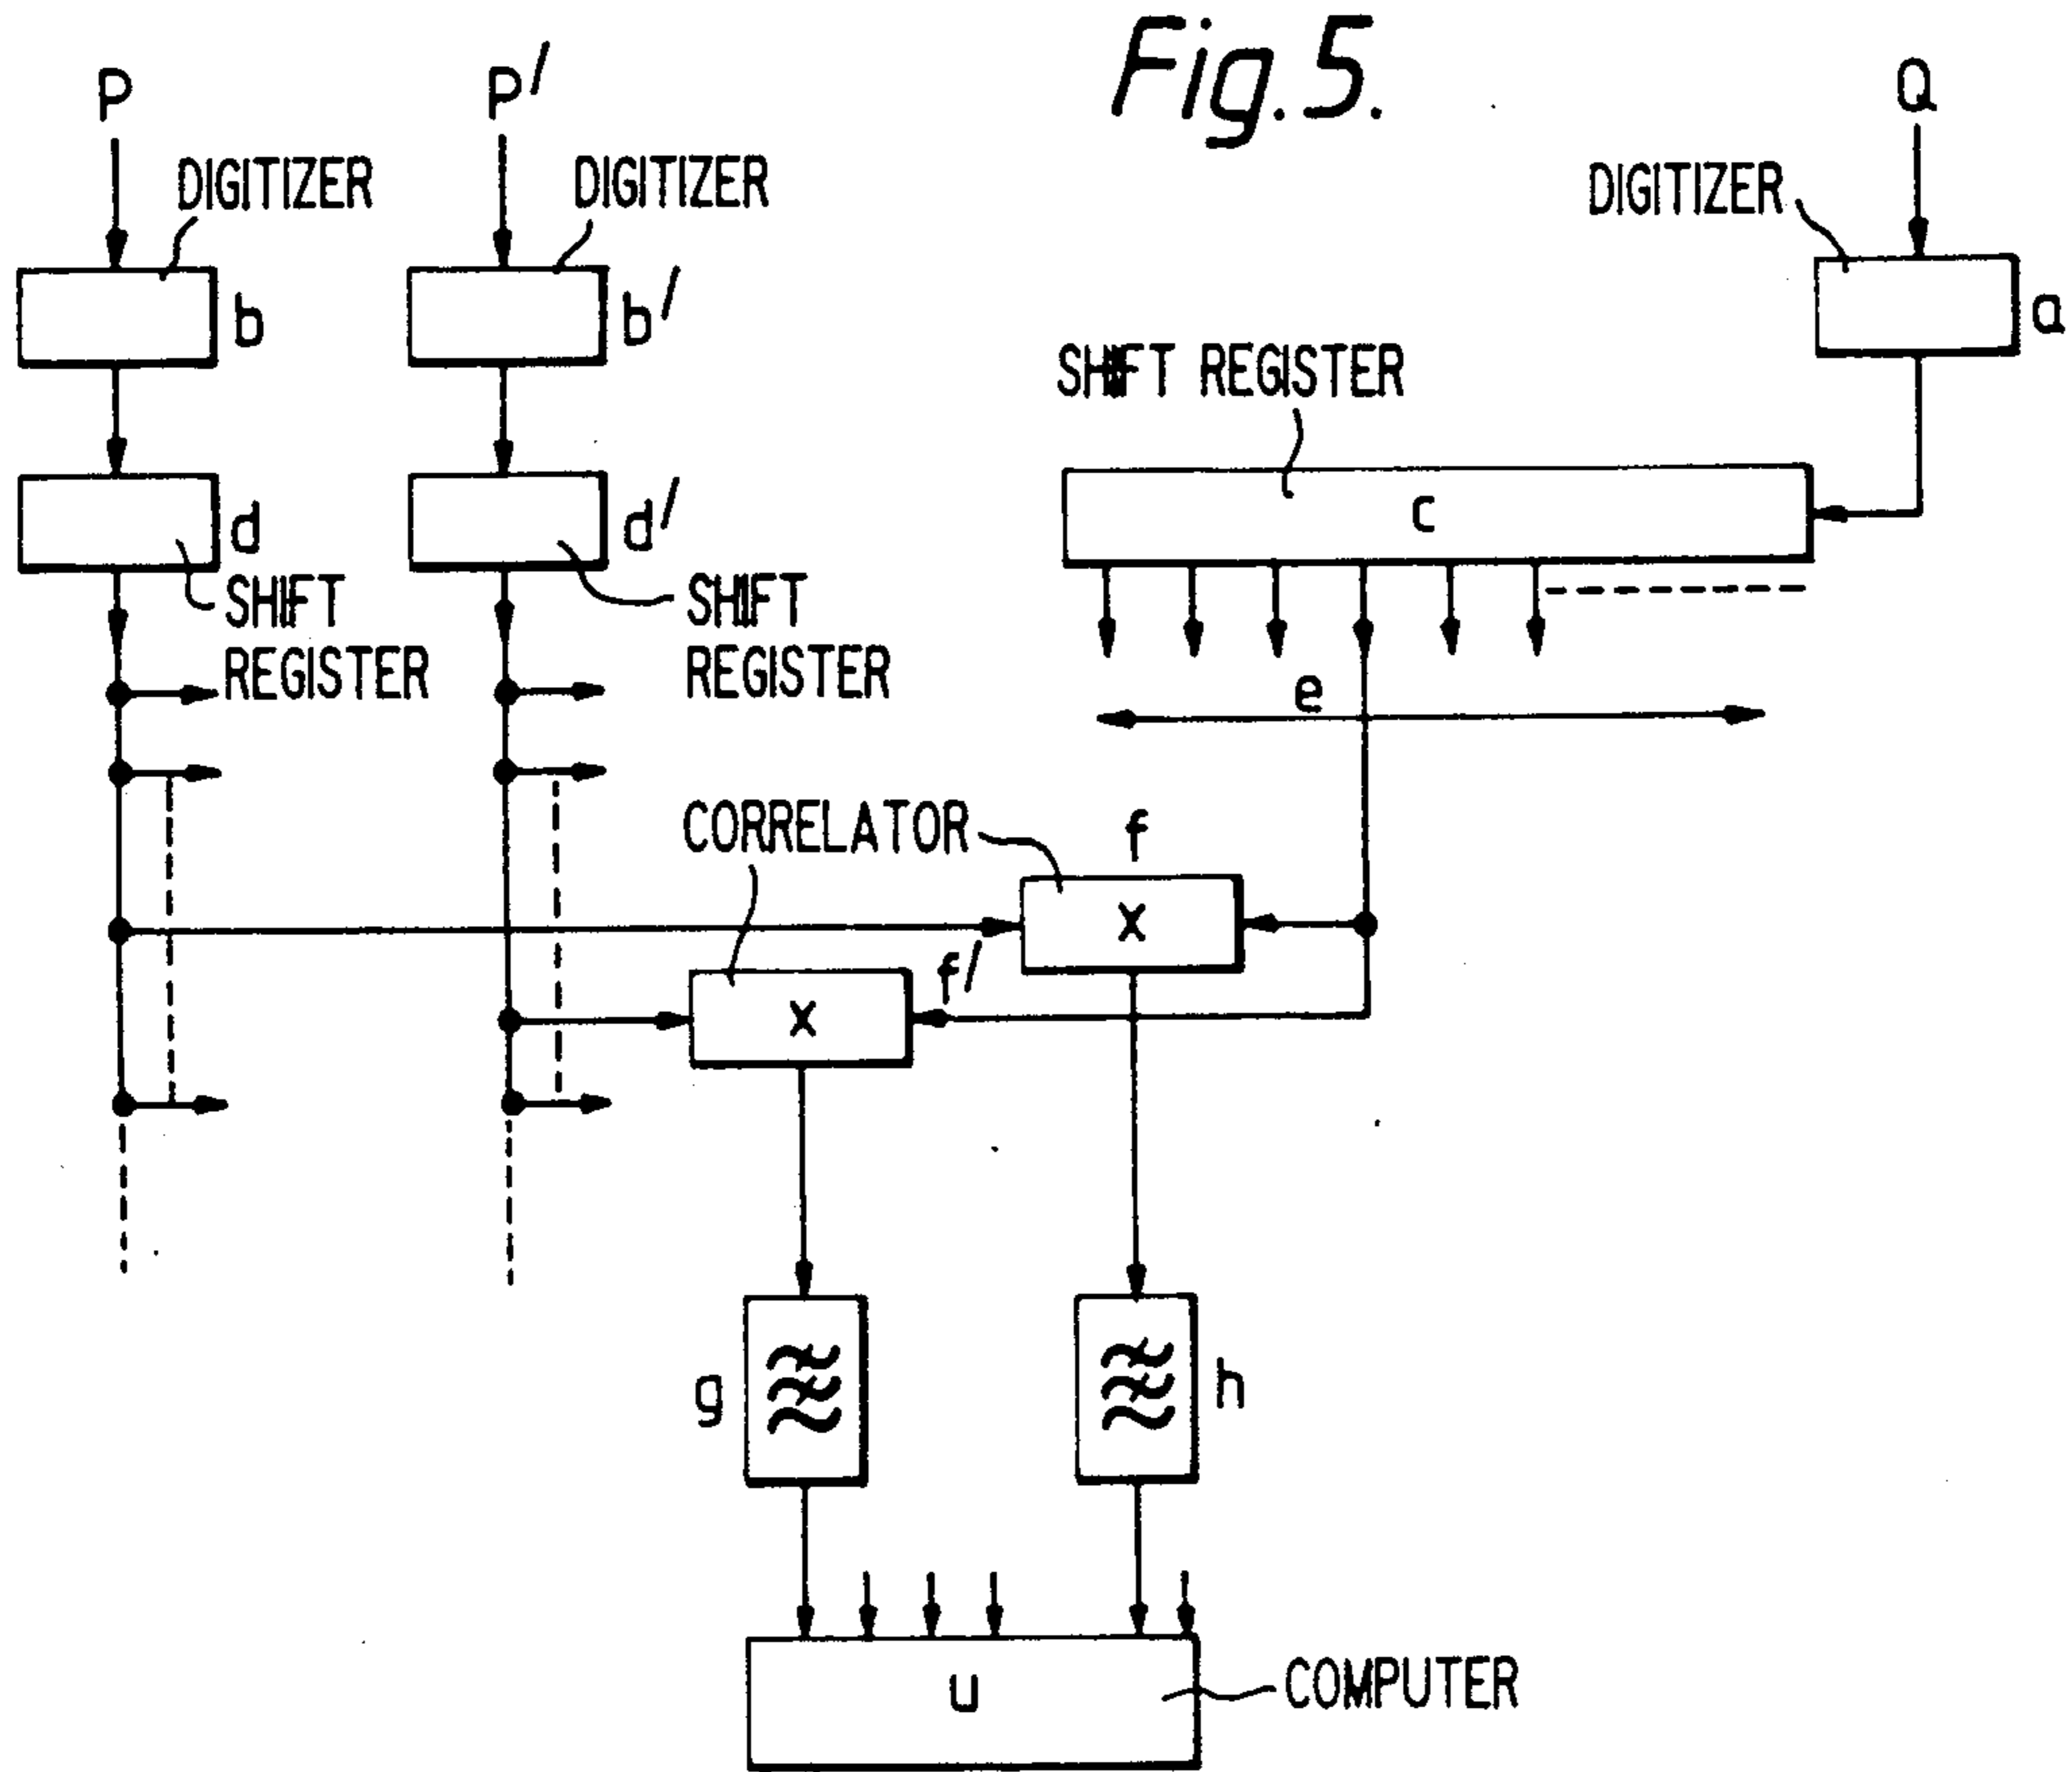 Fig. 5.
P
P'
Q
DIGITIZER
DIGITIZER
DIGITIZER
b
b'
a
SHIFT REGISTER
d
d'
c
SHIFT
REGISTER
SHIFT
REGISTER
e
CORRELATOR
f
X
f'
X
g
h
u
COMPUTER